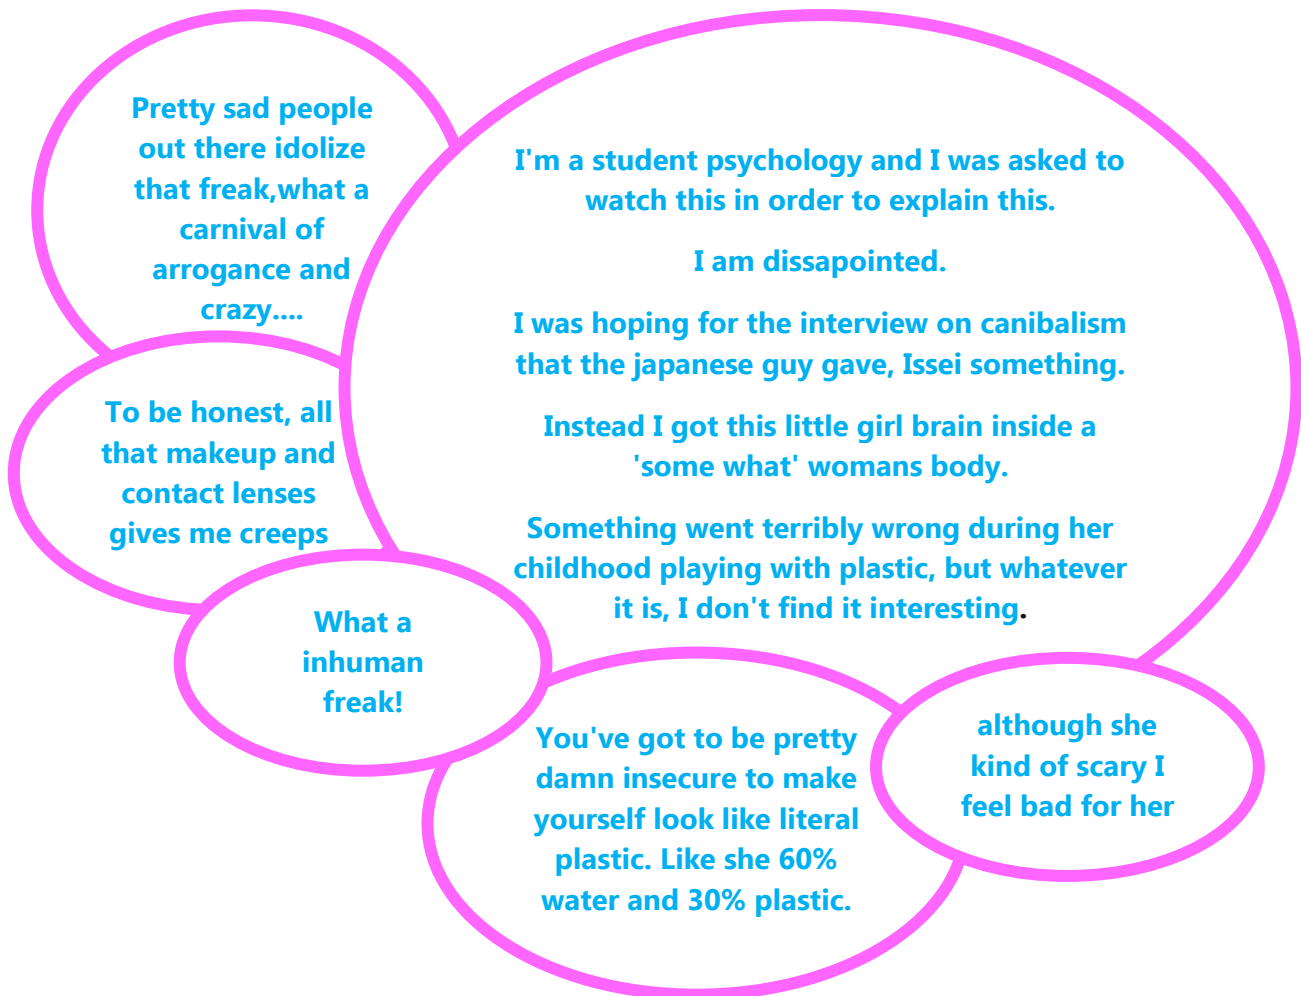 Pretty sad people
out there idolize
that freak,what a
carnival of
arrogance and
crazy....
I'm a student psychology and I was asked to
watch this in order to explain this.
I am dissapointed.
I was hoping for the interview on canibalism
that the japanese guy gave, Issei something.
Instead I got this little girl brain inside a
'some what' womans body.
Something went terribly wrong during her
childhood playing with plastic, but whatever
it is, I don't find it interesting.
To be honest, all
that makeup and
contact lenses
gives me creeps
What a
inhuman
freak!
You've got to be pretty
damn insecure to make
yourself look like literal
plastic. Like she 60%
water and 30% plastic.
although she
kind of scary I
feel bad for her